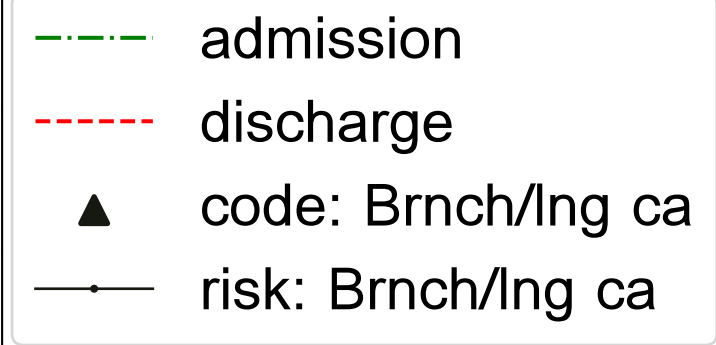 admission
discharge
code: Brnch/lng ca
risk: Brnch/lng ca